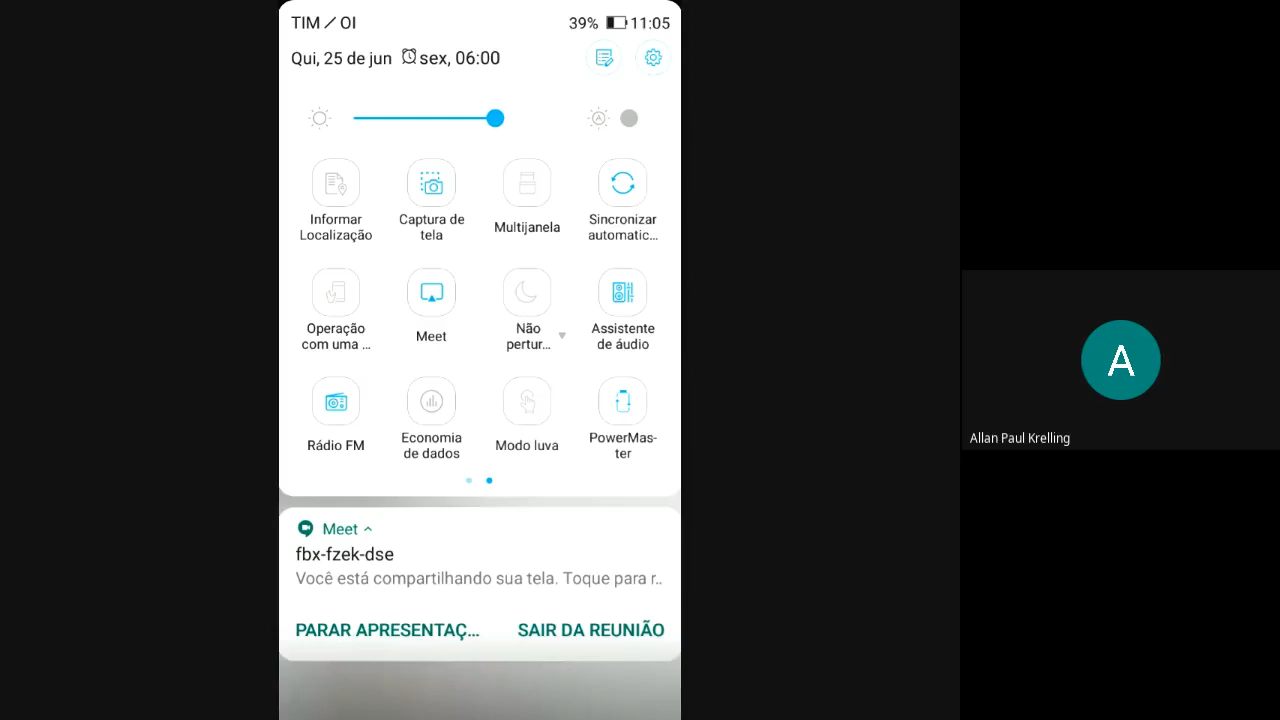 TIM ∕ OI
39% 11:05
Qui, 25 de jun sex, 06:00
A
Informar
Localização
Captura de
tela
Multijanela
Sincronizar
automatic...
Operação
com uma ...
Meet
Não
pertur...
Assistente
de áudio
Rádio FM
Economia
de dados
Modo luva
PowerMas-
ter
Meet
fbx-fzek-dse
Você está compartilhando sua tela. Toque para r..
PARAR APRESENTAÇ... SAIR DA REUNIÃO
A
Allan Paul Krelling